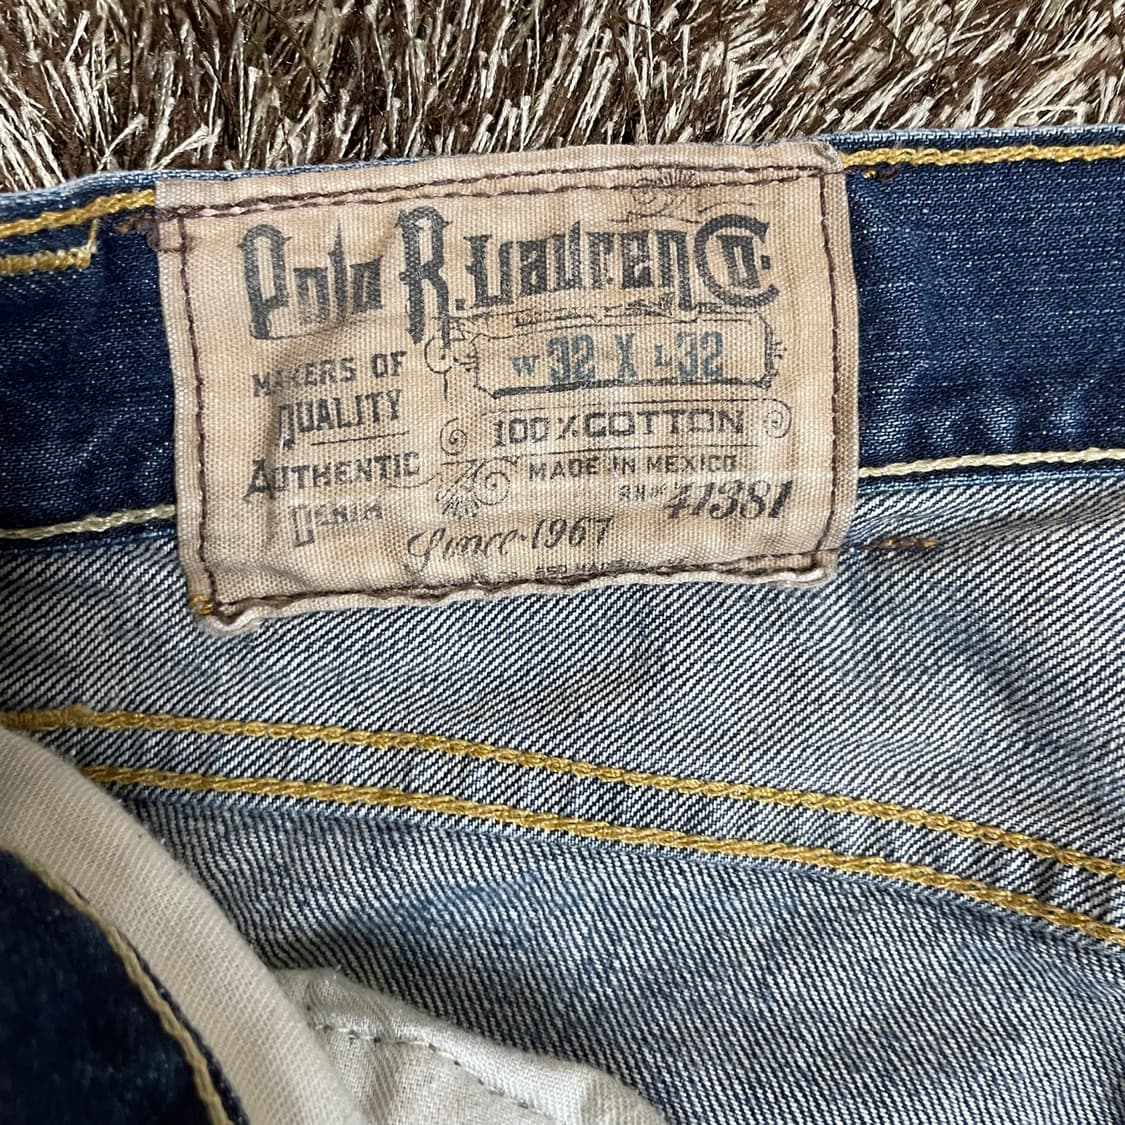 Polo R. Lauren Co.
W 32 X L 32
MAKERS OF
QUALITY
100% COTTON
AUTHENTIC
DENIM
MADE IN MEXICO
RN# 41381
Since 1967